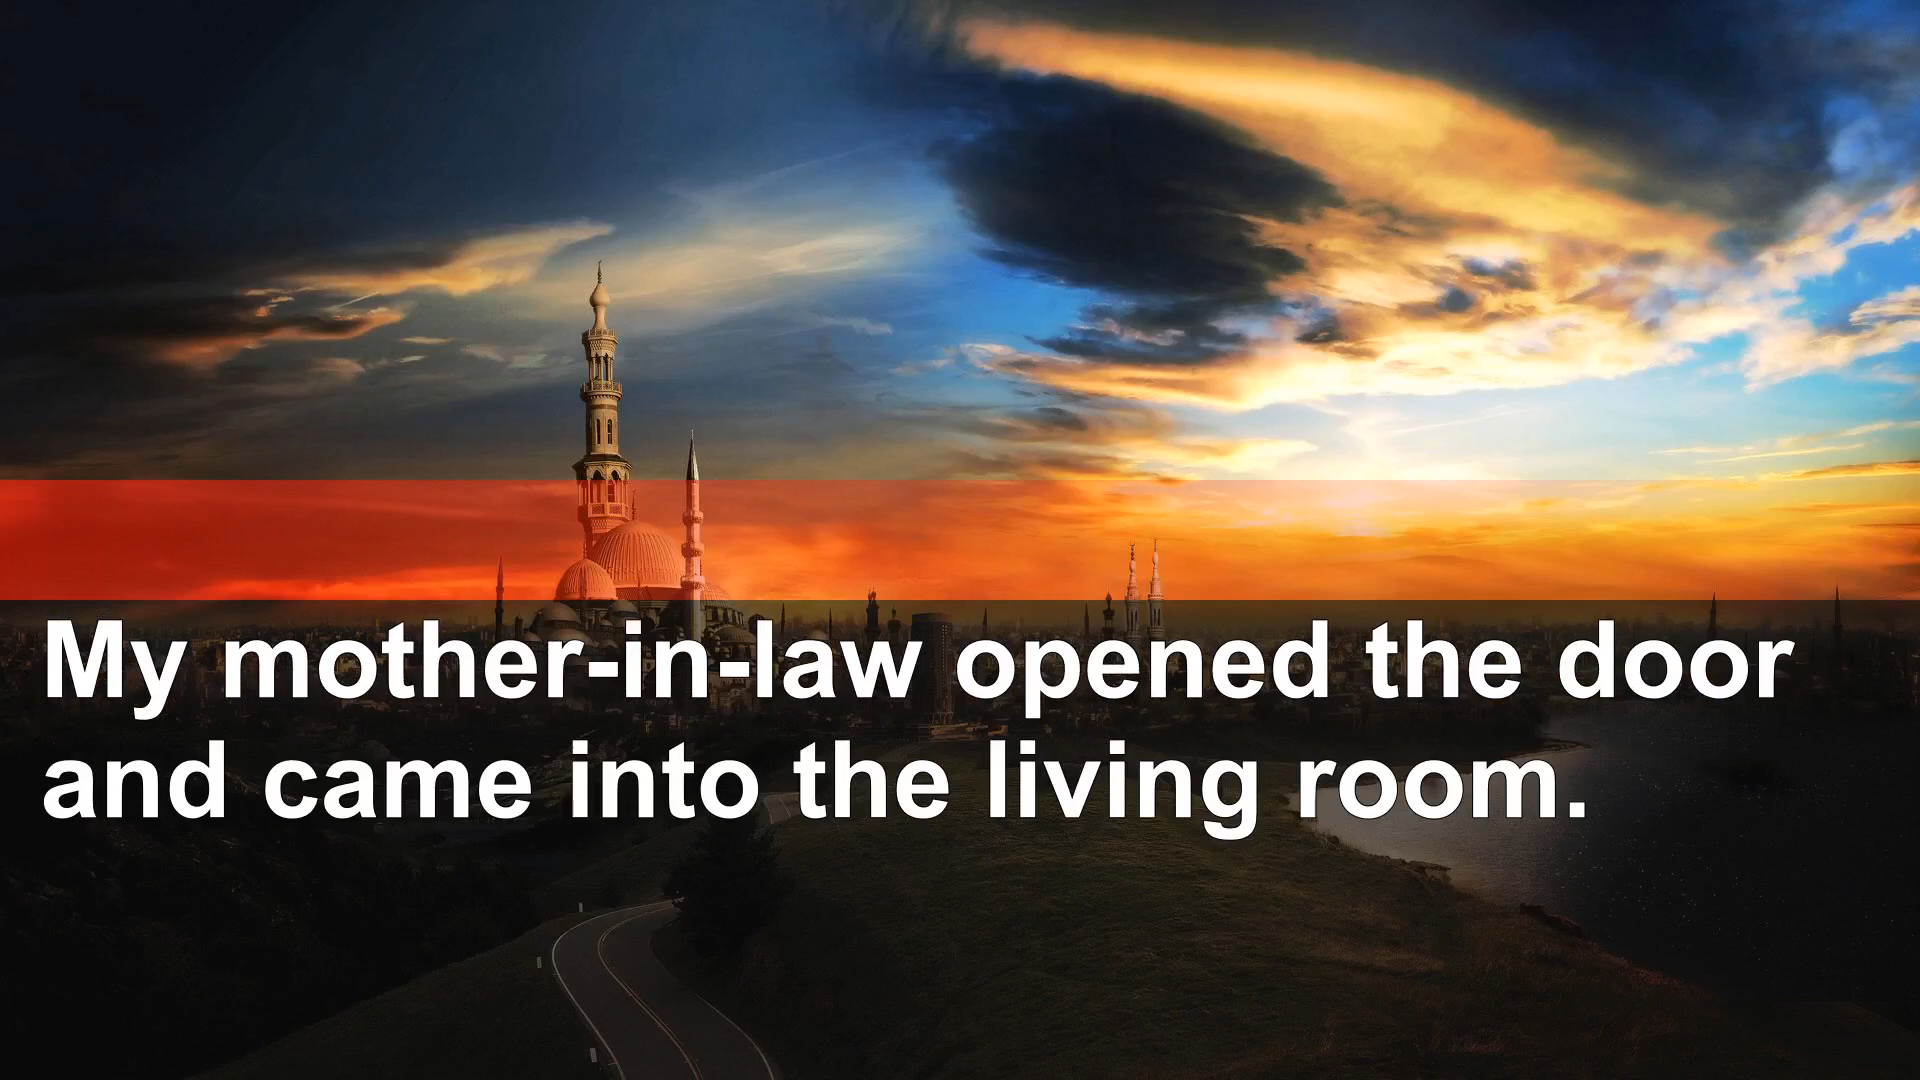 My mother-in-law opened the door
and came into the living room.